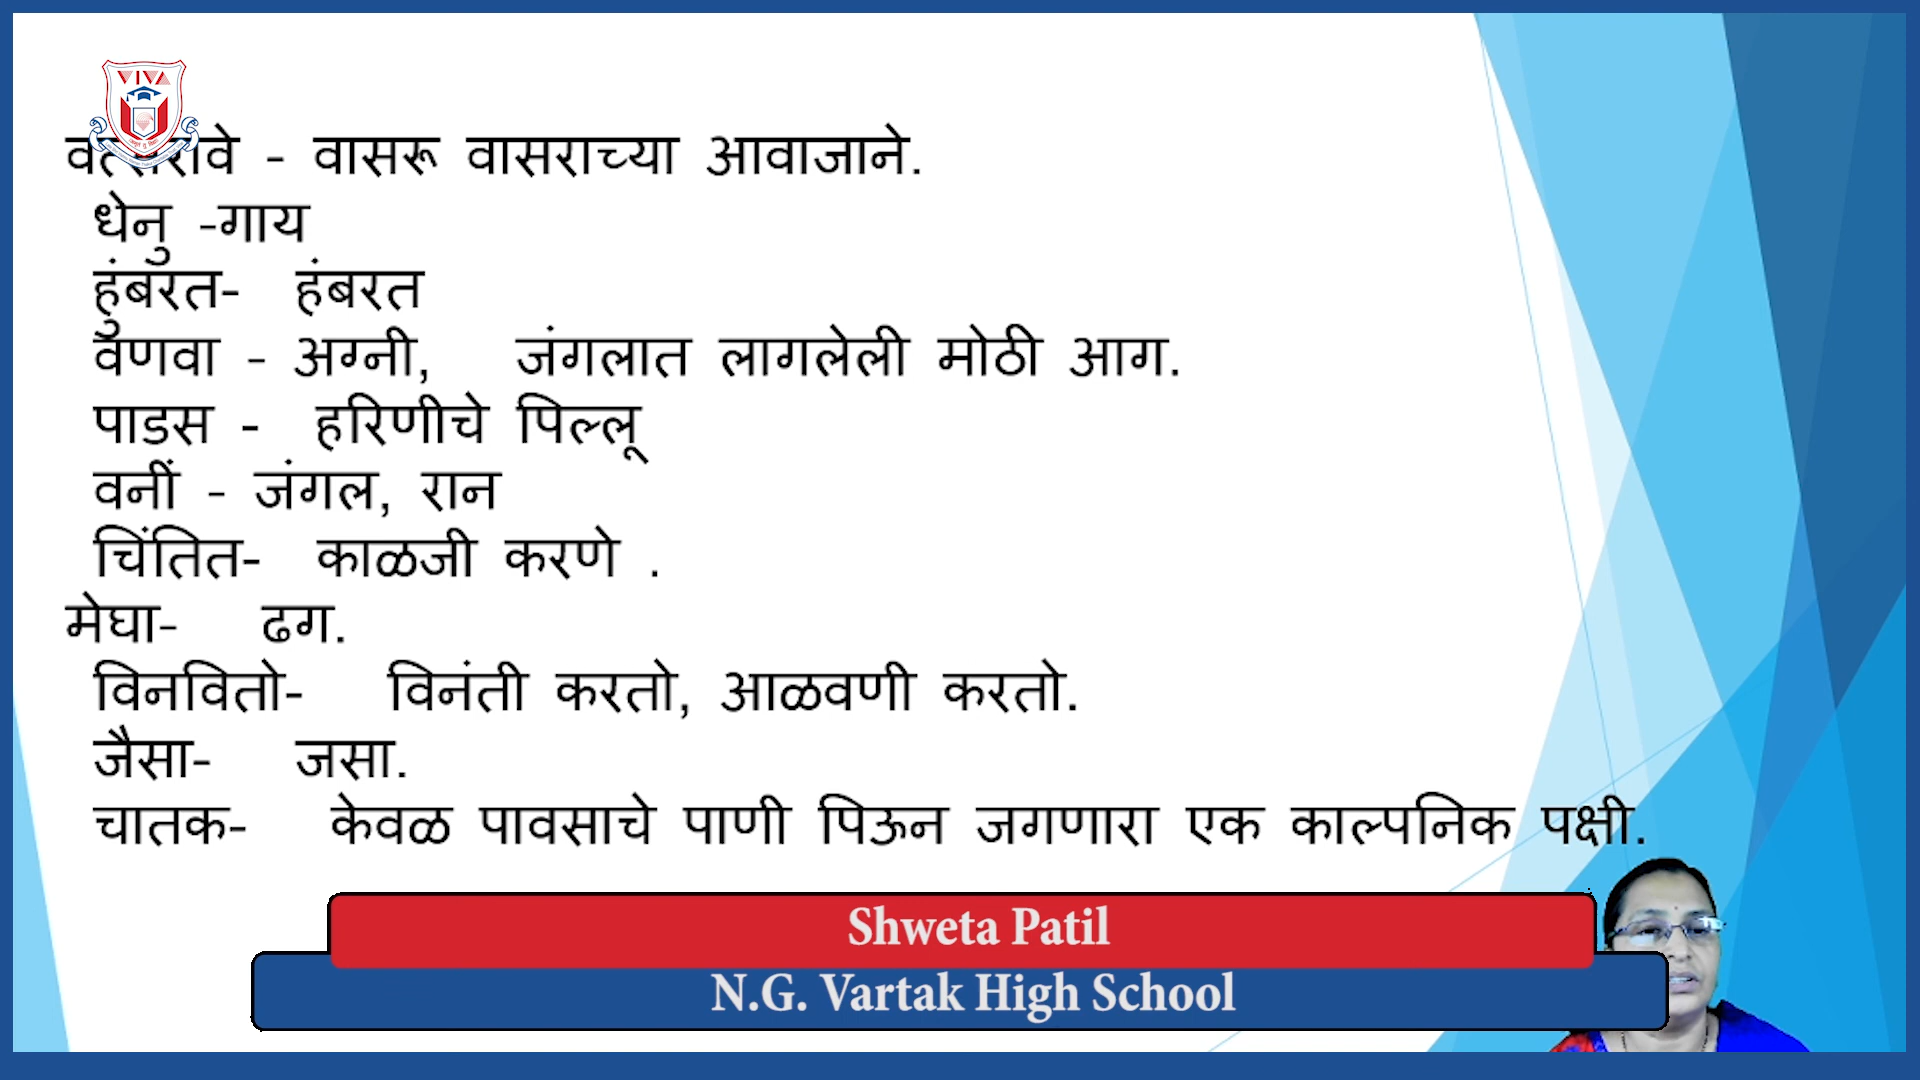 VIVA
- वासरू वासराच्या आवाजाने.
धेनु -गाय
हुंबरत- हंबरत
वणवा - अग्नी, जंगलात लागलेली मोठी आग.
पाडस - हरिणीचे पिल्लू
वनीं - जंगल, रान
चिंतित- काळजी करणे .
मेघा- ढग.
विनवितो- विनंती करतो, आळवणी करतो.
जैसा- जसा.
चातक- केवळ पावसाचे पाणी पिऊन जगणारा एक काल्पनिक पक्षी.
Shweta Patil
N.G. Vartak High School